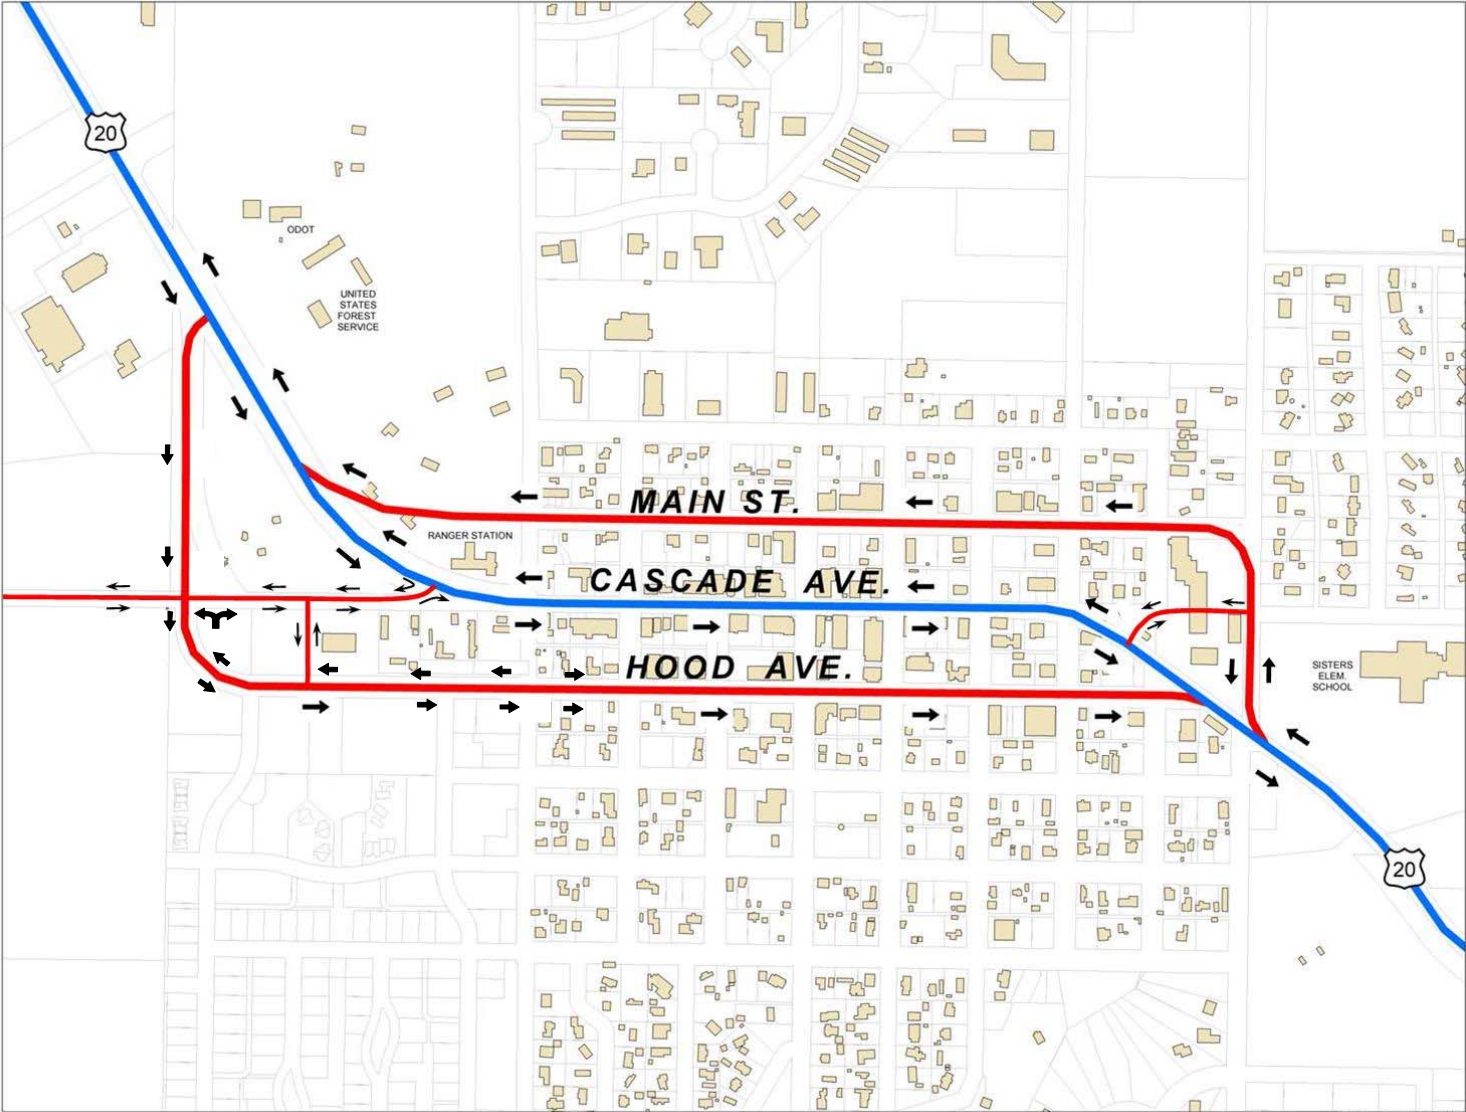 20
ODOT
UNITED
STATES
FOREST
SERVICE
MAIN ST.
RANGER STATION
CASCADE AVE.
HOOD AVE.
SISTERS
ELEM.
SCHOOL
20